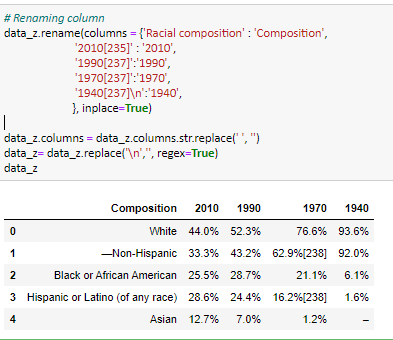 # Renaming column
data_z.rename(columns = {'Racial composition' : 'Composition',
'2010[235]' : '2010',
'1990[237]':'1990',
'1970[237]':'1970',
'1940[237]\n':'1940',
}, inplace=True)
data_z.columns = data_z.columns.str.replace(' ', '')
data_z= data_z.replace('\n','', regex=True)
data_z
Composition 2010 1990 1970 1940
0 White 44.0% 52.3% 76.6% 93.6%
1 —Non-Hispanic 33.3% 43.2% 62.9%[238] 92.0%
2 Black or African American 25.5% 28.7% 21.1% 6.1%
3 Hispanic or Latino (of any race) 28.6% 24.4% 16.2%[238] 1.6%
4 Asian 12.7% 7.0% 1.2% –